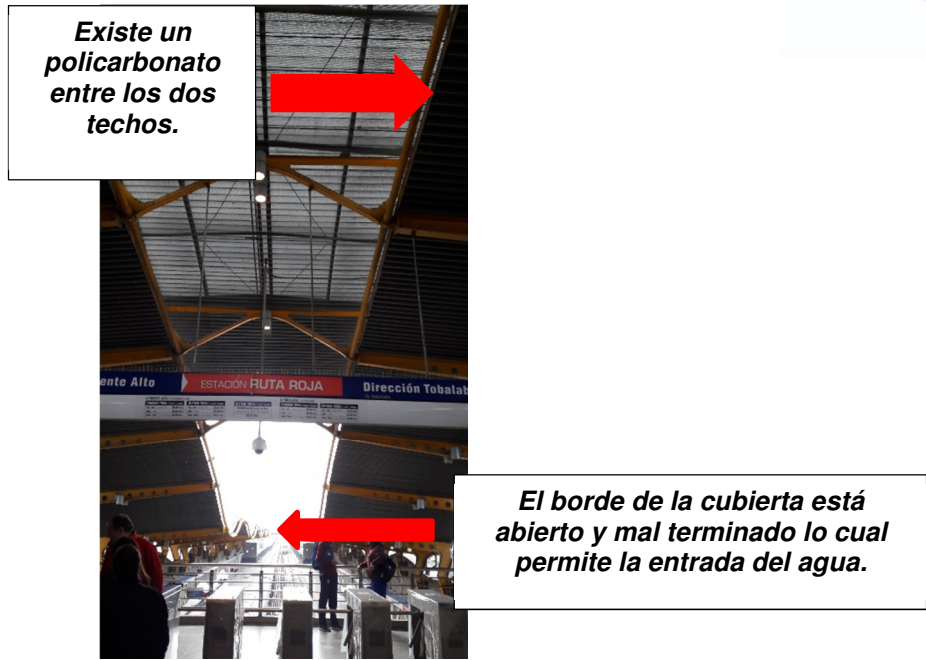 Existe un
policarbonato
entre los dos
techos.
ente Alto
ESTACIÓN RUTA ROJA
Dirección Tobalab
El borde de la cubierta está
abierto y mal terminado lo cual
permite la entrada del agua.